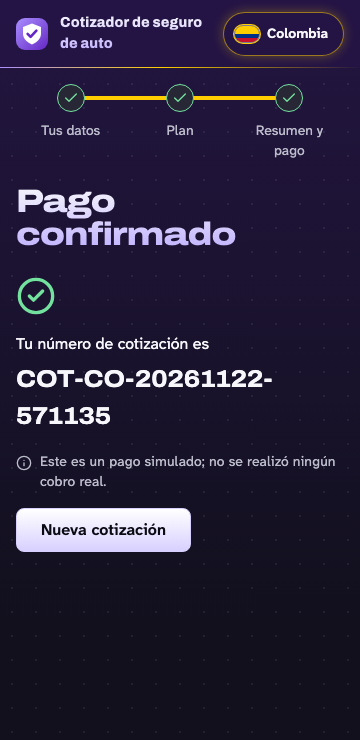 Cotizador de seguro
de auto
Colombia
Tus datos
Plan
Resumen y
pago
Pago
confirmado
Tu número de cotización es
COT-CO-20261122-
571135
Este es un pago simulado; no se realizó ningún
cobro real.
Nueva cotización